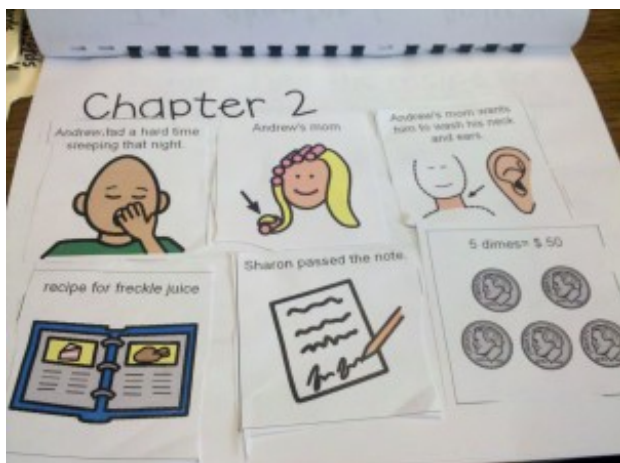 Chapter 2
Andrew had a hard time
sleeping that night.
Andrew's mom
Andrew's mom wants
him to wash his neck
and ears.
recipe for freckle juice
Sharon passed the note.
5 dimes= $.50